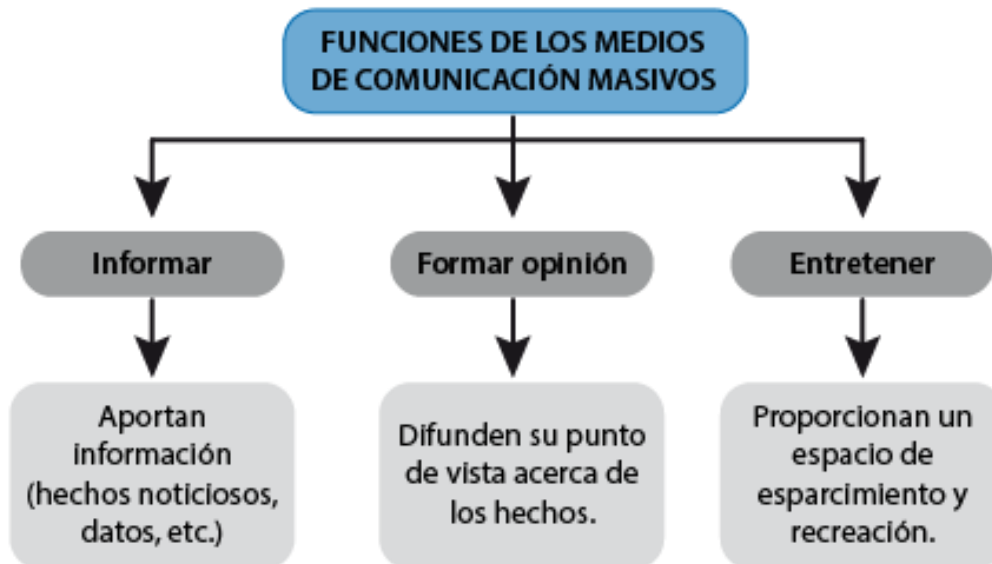 FUNCIONES DE LOS MEDIOS
DE COMUNICACIÓN MASIVOS
Informar
Formar opinión
Entretener
Aportan
información
(hechos noticiosos,
datos, etc.)
Difunden su punto
de vista acerca de
los hechos.
Proporcionan un
espacio de
esparcimiento y
recreación.